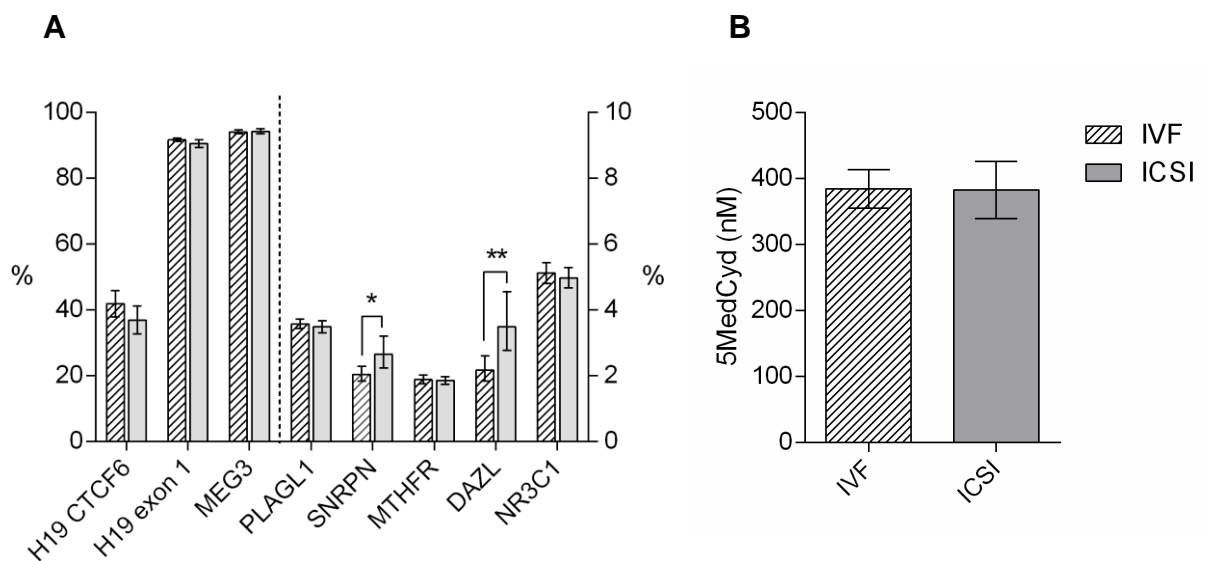 A
B
100
80
60
40
20
0
%
10
8
6
4
2
0
%
*
**
H19 CTCF6
H19 exon 1
MEG3
PLAGL1
SNRPN
MTHFR
DAZL
NR3C1
500
400
300
200
100
0
5MedCyd (nM)
IVF
ICSI
IVF
ICSI